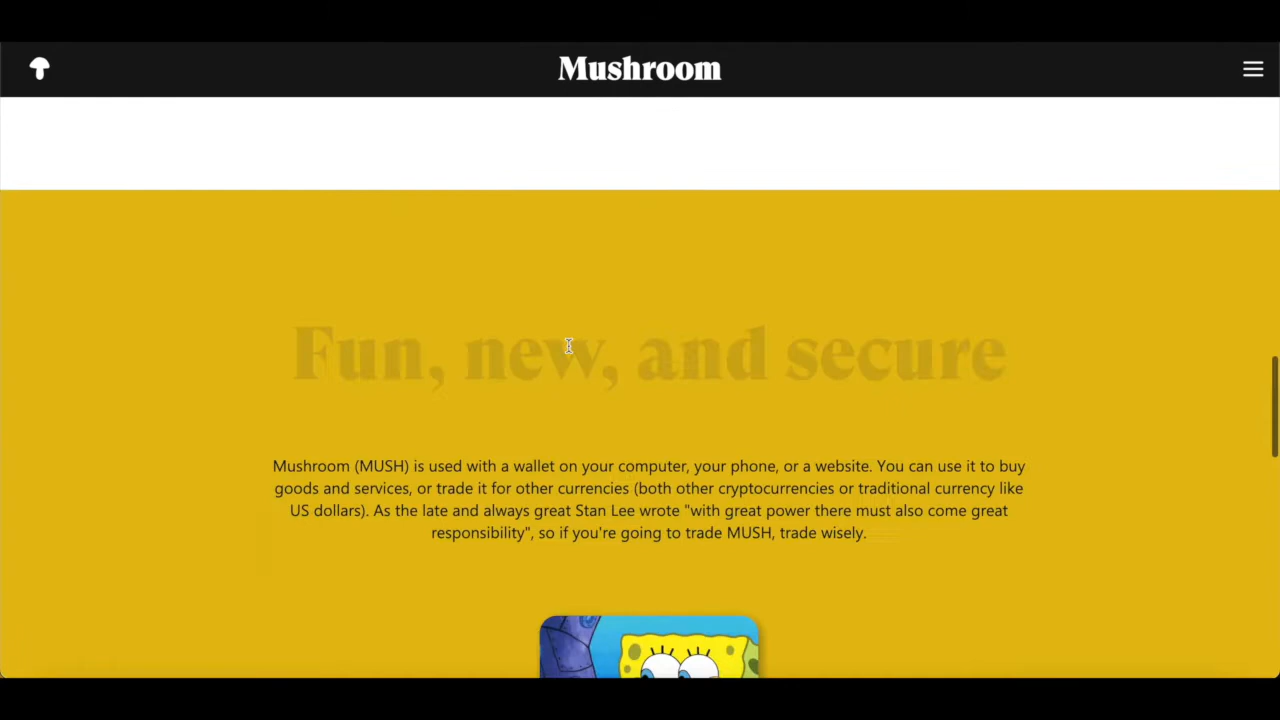 Mushroom
Fun, new, and secure
Mushroom (MUSH) is used with a wallet on your computer, your phone, or a website. You can use it to buy
goods and services, or trade it for other currencies (both other cryptocurrencies or traditional currency like
US dollars). As the late and always great Stan Lee wrote "with great power there must also come great
responsibility", so if you're going to trade MUSH, trade wisely.